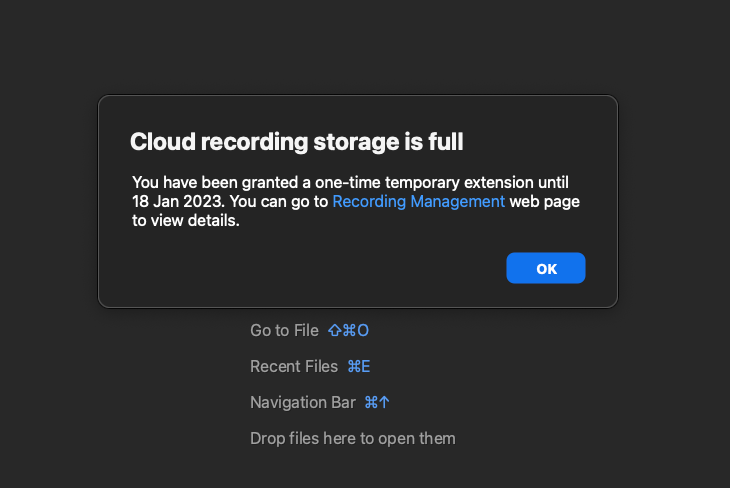 Cloud recording storage is full
You have been granted a one-time temporary extension until
18 Jan 2023. You can go to Recording Management web page
to view details.
OK
Go to File ⇧⌘O
Recent Files ⌘E
Navigation Bar ⌘↑
Drop files here to open them